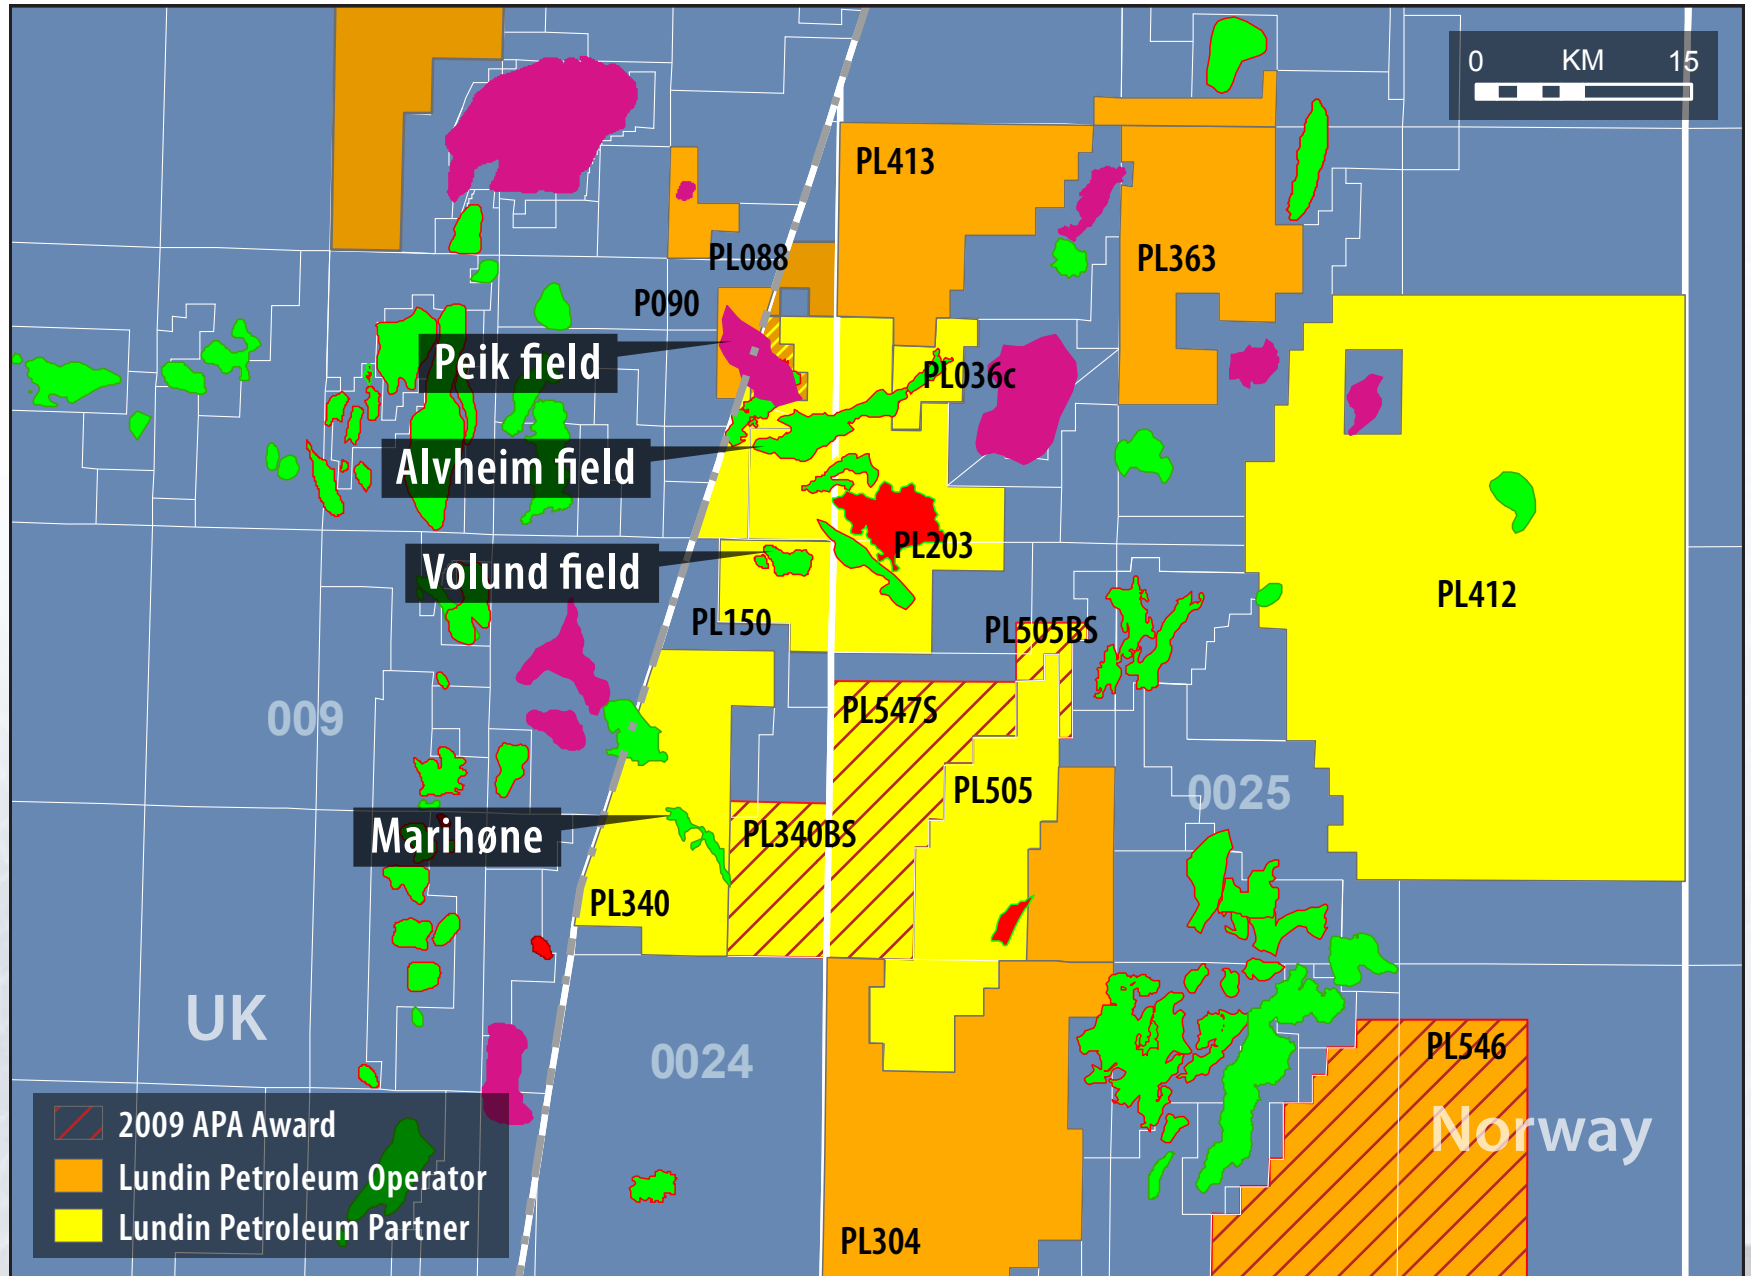 0 KM 15
PL413
PL088
PL363
P090
Peik field
PL036c
Alvheim field
PL203
Volund field
PL412
PL150
PL505BS
009
PL547S
PL505
0025
Marihøne
PL340BS
PL340
UK
0024
PL546
Norway
2009 APA Award
Lundin Petroleum Operator
Lundin Petroleum Partner
PL304